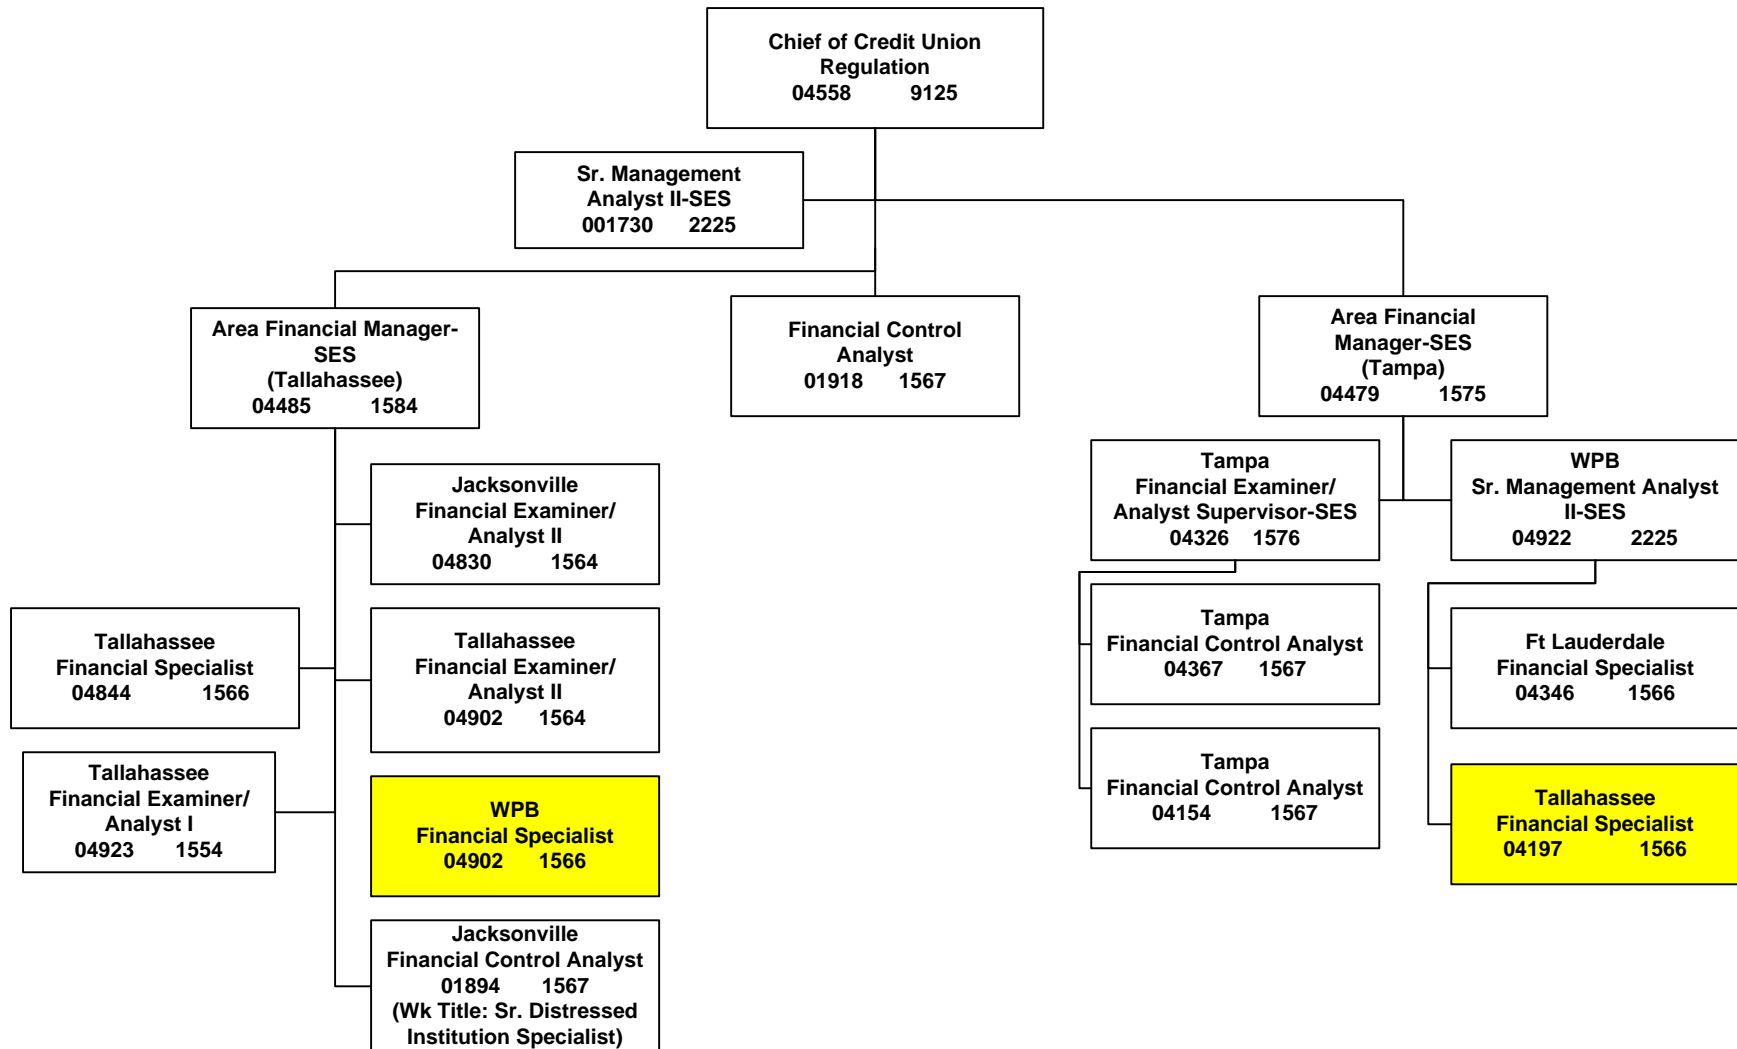 Chief of Credit Union
Regulation
04558 9125
Sr. Management
Analyst II-SES
001730 2225
Area Financial Manager-
SES
(Tallahassee)
04485 1584
Financial Control
Analyst
01918 1567
Area Financial
Manager-SES
(Tampa)
04479 1575
Jacksonville
Financial Examiner/
Analyst II
04830 1564
Tallahassee
Financial Specialist
04844 1566
Tallahassee
Financial Examiner/
Analyst II
04902 1564
Tallahassee
Financial Examiner/
Analyst I
04923 1554
WPB
Financial Specialist
04902 1566
Jacksonville
Financial Control Analyst
01894 1567
(Wk Title: Sr. Distressed
Institution Specialist)
Tampa
Financial Examiner/
Analyst Supervisor-SES
04326 1576
WPB
Sr. Management Analyst
II-SES
04922 2225
Tampa
Financial Control Analyst
04367 1567
Tampa
Financial Control Analyst
04154 1567
Ft Lauderdale
Financial Specialist
04346 1566
Tallahassee
Financial Specialist
04197 1566